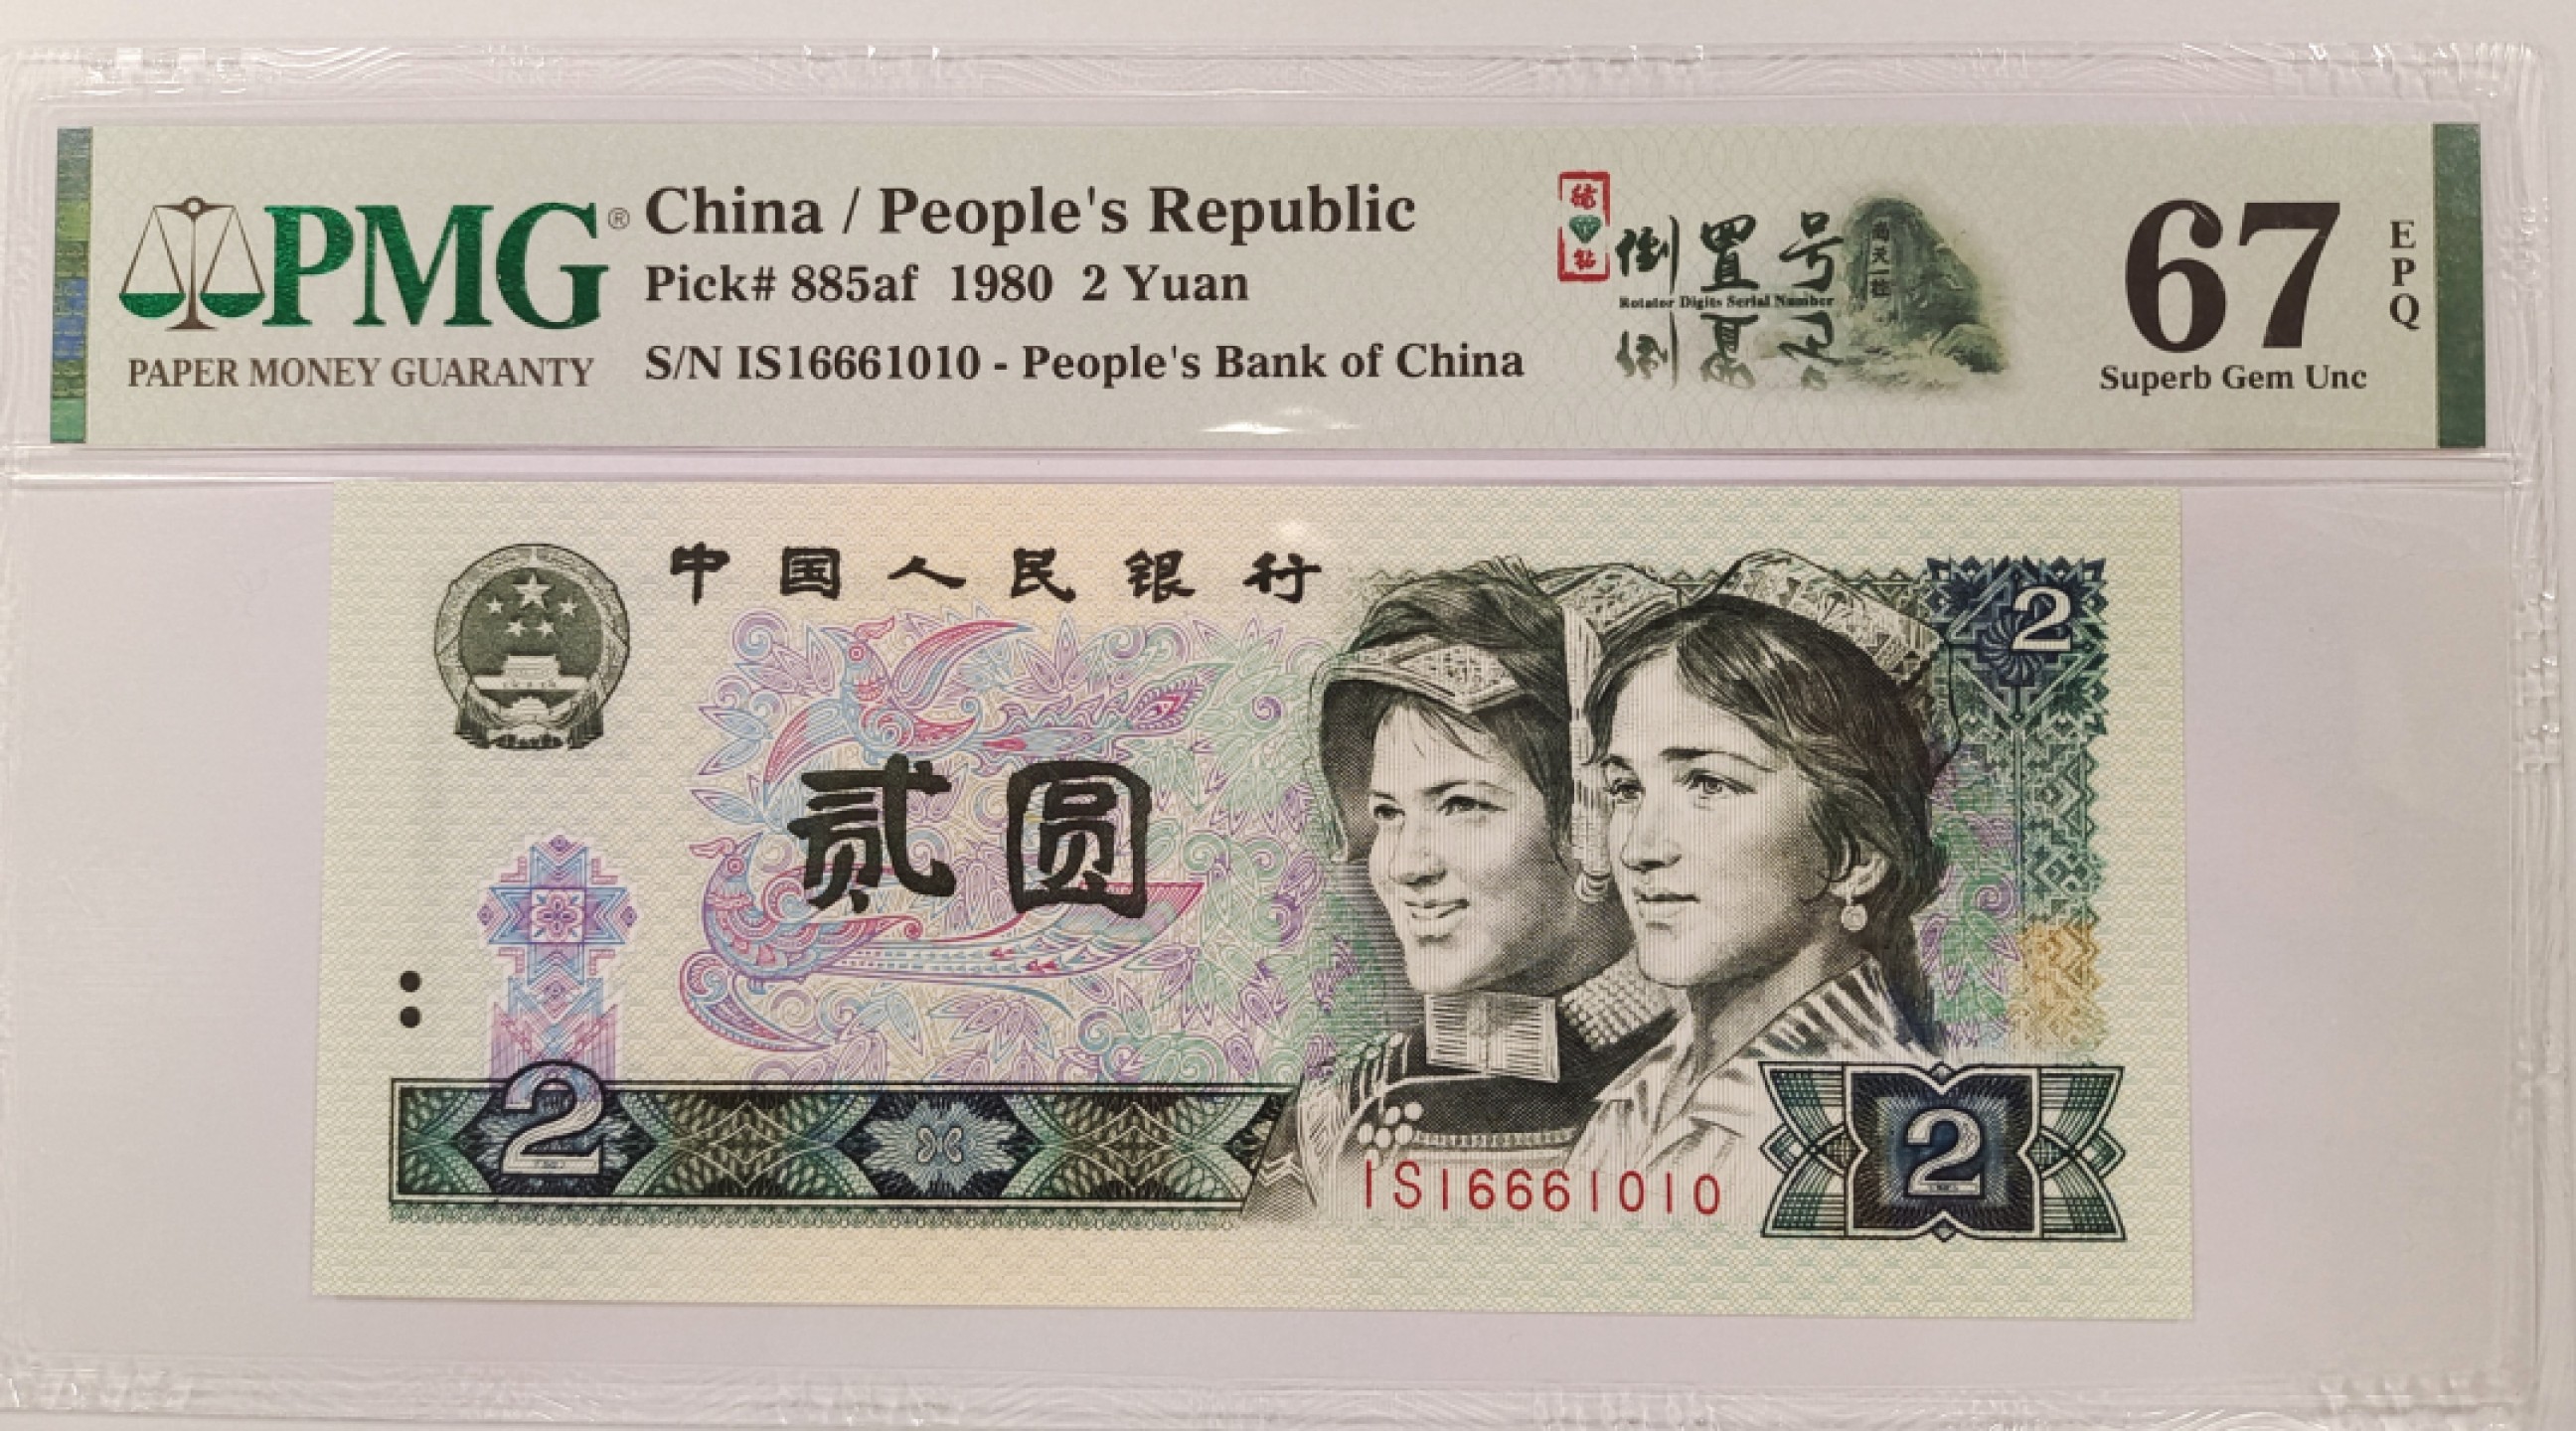 PMG®
PAPER MONEY GUARANTY
China / People's Republic
Pick# 885af 1980 2 Yuan
S/N IS16661010 - People's Bank of China
倒置号
Rotator Digits Serial Number
67
EPQ
Superb Gem Unc
中国人民银行
2
贰圆
2
IS16661010
2